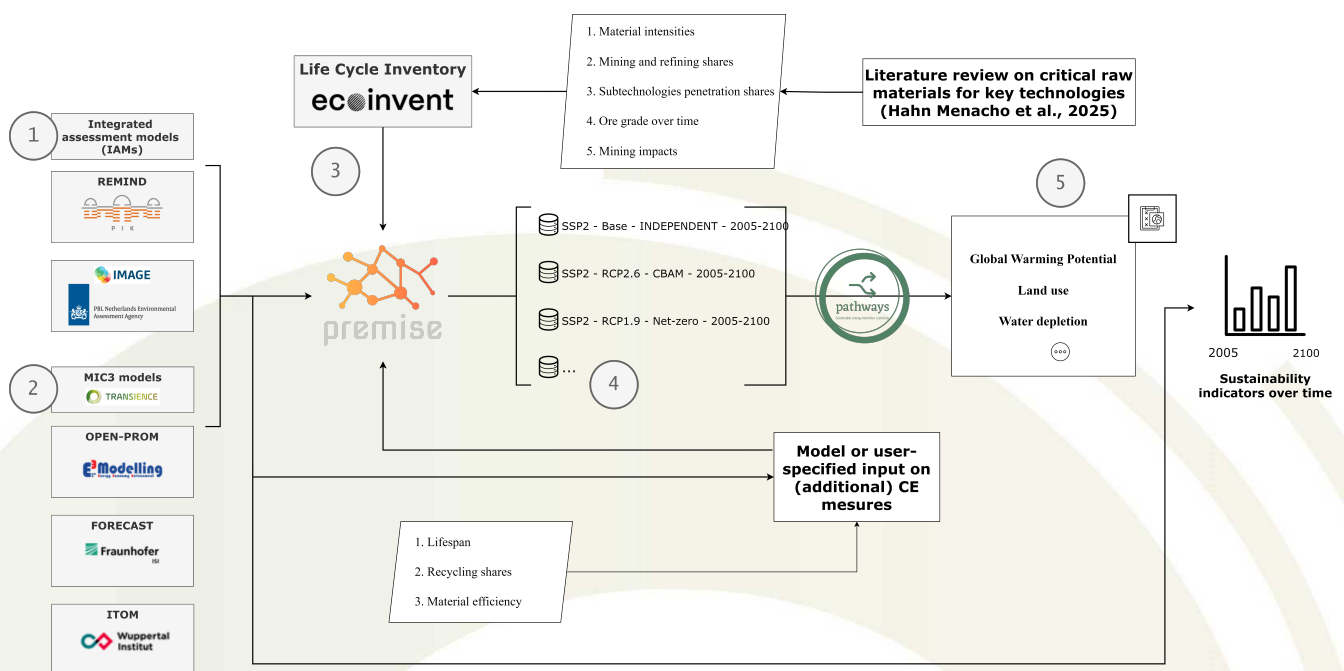 1
Integrated
assessment models
(IAMs)
REMIND
P I K
IMAGE
PBL Netherlands Environmental
Assessment Agency
2
MIC3 models
TRANSIENCE
OPEN-PROM
E3Modelling
FORECAST
Fraunhofer
ISI
ITOM
Wuppertal
Institut
Life Cycle Inventory
ecoinvent
3
1. Material intensities
2. Mining and refining shares
3. Subtechnologies penetration shares
4. Ore grade over time
5. Mining impacts
Literature review on critical raw
materials for key technologies
(Hahn Menacho et al., 2025)
premise
SSP2 - Base - INDEPENDENT - 2005-2100
SSP2 - RCP2.6 - CBAM - 2005-2100
SSP2 - RCP1.9 - Net-zero - 2005-2100
...
4
pathways
5
Global Warming Potential
Land use
Water depletion
2005
2100
Sustainability
indicators over time
Model or user-
specified input on
(additional) CE
mesures
1. Lifespan
2. Recycling shares
3. Material efficiency